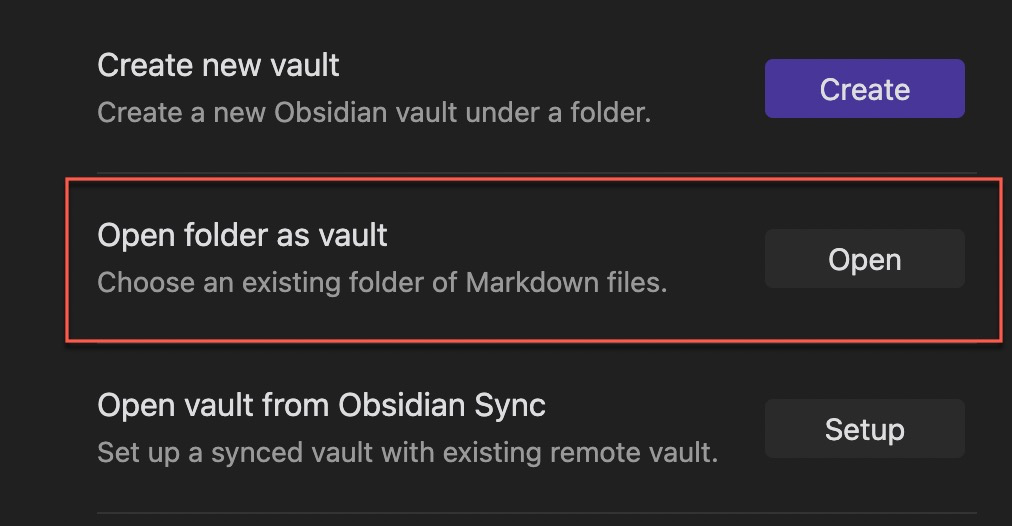 Create new vault
Create a new Obsidian vault under a folder.
Create
Open folder as vault
Choose an existing folder of Markdown files.
Open
Open vault from Obsidian Sync
Set up a synced vault with existing remote vault.
Setup